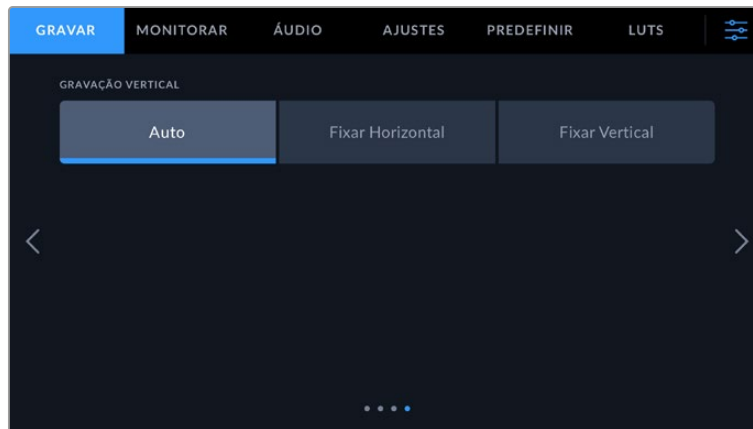 GRAVAR MONITORAR ÁUDIO AJUSTES PREDEFINIR LUTS
GRAVAÇÃO VERTICAL
Auto Fixar Horizontal Fixar Vertical